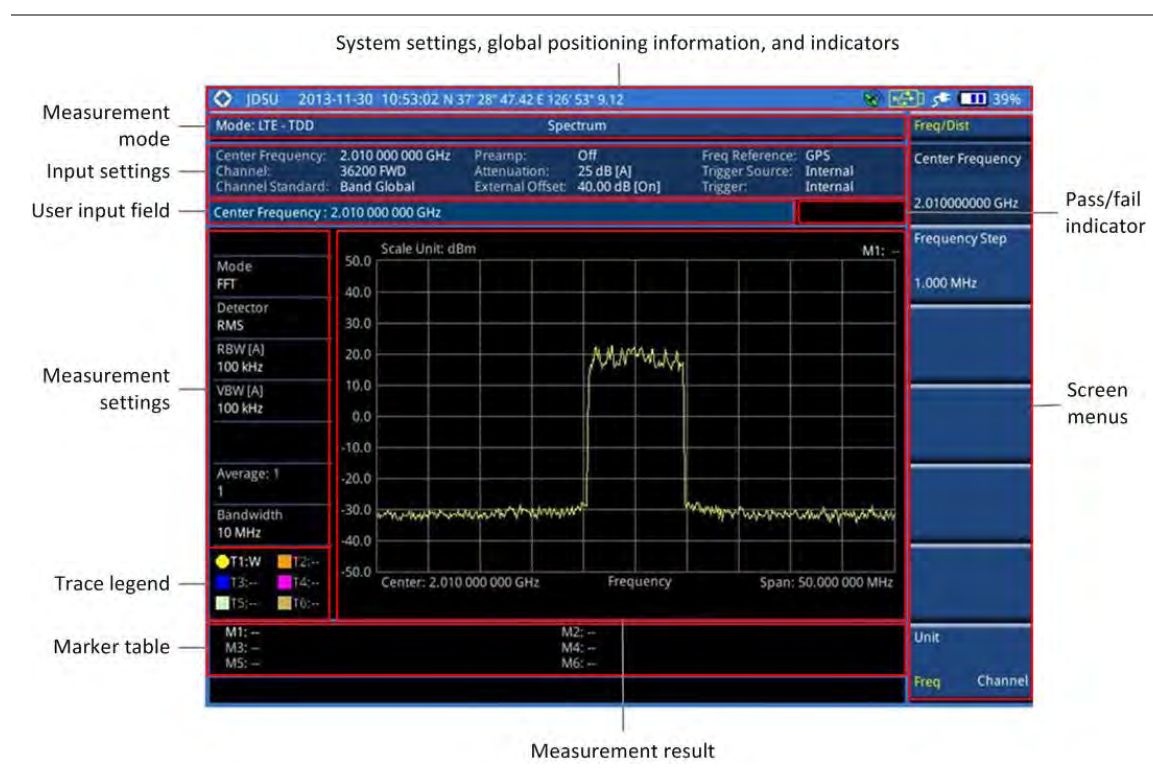 System settings, global positioning information, and indicators
JDSU 2013-11-30 10:53:02 N 37' 28" 47.42 E 126' 53" 9.12 39%
Measurement mode
Mode: LTE - TDD Spectrum
Freq/Dist
Input settings
Center Frequency: 2.010 000 000 GHz Preamp: Off Freq Reference: GPS
Channel: 36200 FWD Attenuation: 25 dB [A] Trigger Source: Internal
Channel Standard: Band Global External Offset: 40.00 dB [On] Trigger: Internal
Center Frequency
2.010000000 GHz
User input field
Center Frequency : 2.010 000 000 GHz
Pass/fail indicator
Frequency Step
1.000 MHz
Measurement settings
Mode
FFT
Detector
RMS
RBW [A]
100 kHz
VBW [A]
100 kHz
Average: 1
1
Bandwidth
10 MHz
Scale Unit: dBm M1: --
50.0
40.0
30.0
20.0
10.0
0.0
-10.0
-20.0
-30.0
-40.0
-50.0
Center: 2.010 000 000 GHz Frequency Span: 50.000 000 MHz
Screen menus
Trace legend
T1:W T2:--
T3:-- T4:--
T5:-- T6:--
Marker table
M1: -- M2: --
M3: -- M4: --
M5: -- M6: --
Unit
Freq Channel
Measurement result